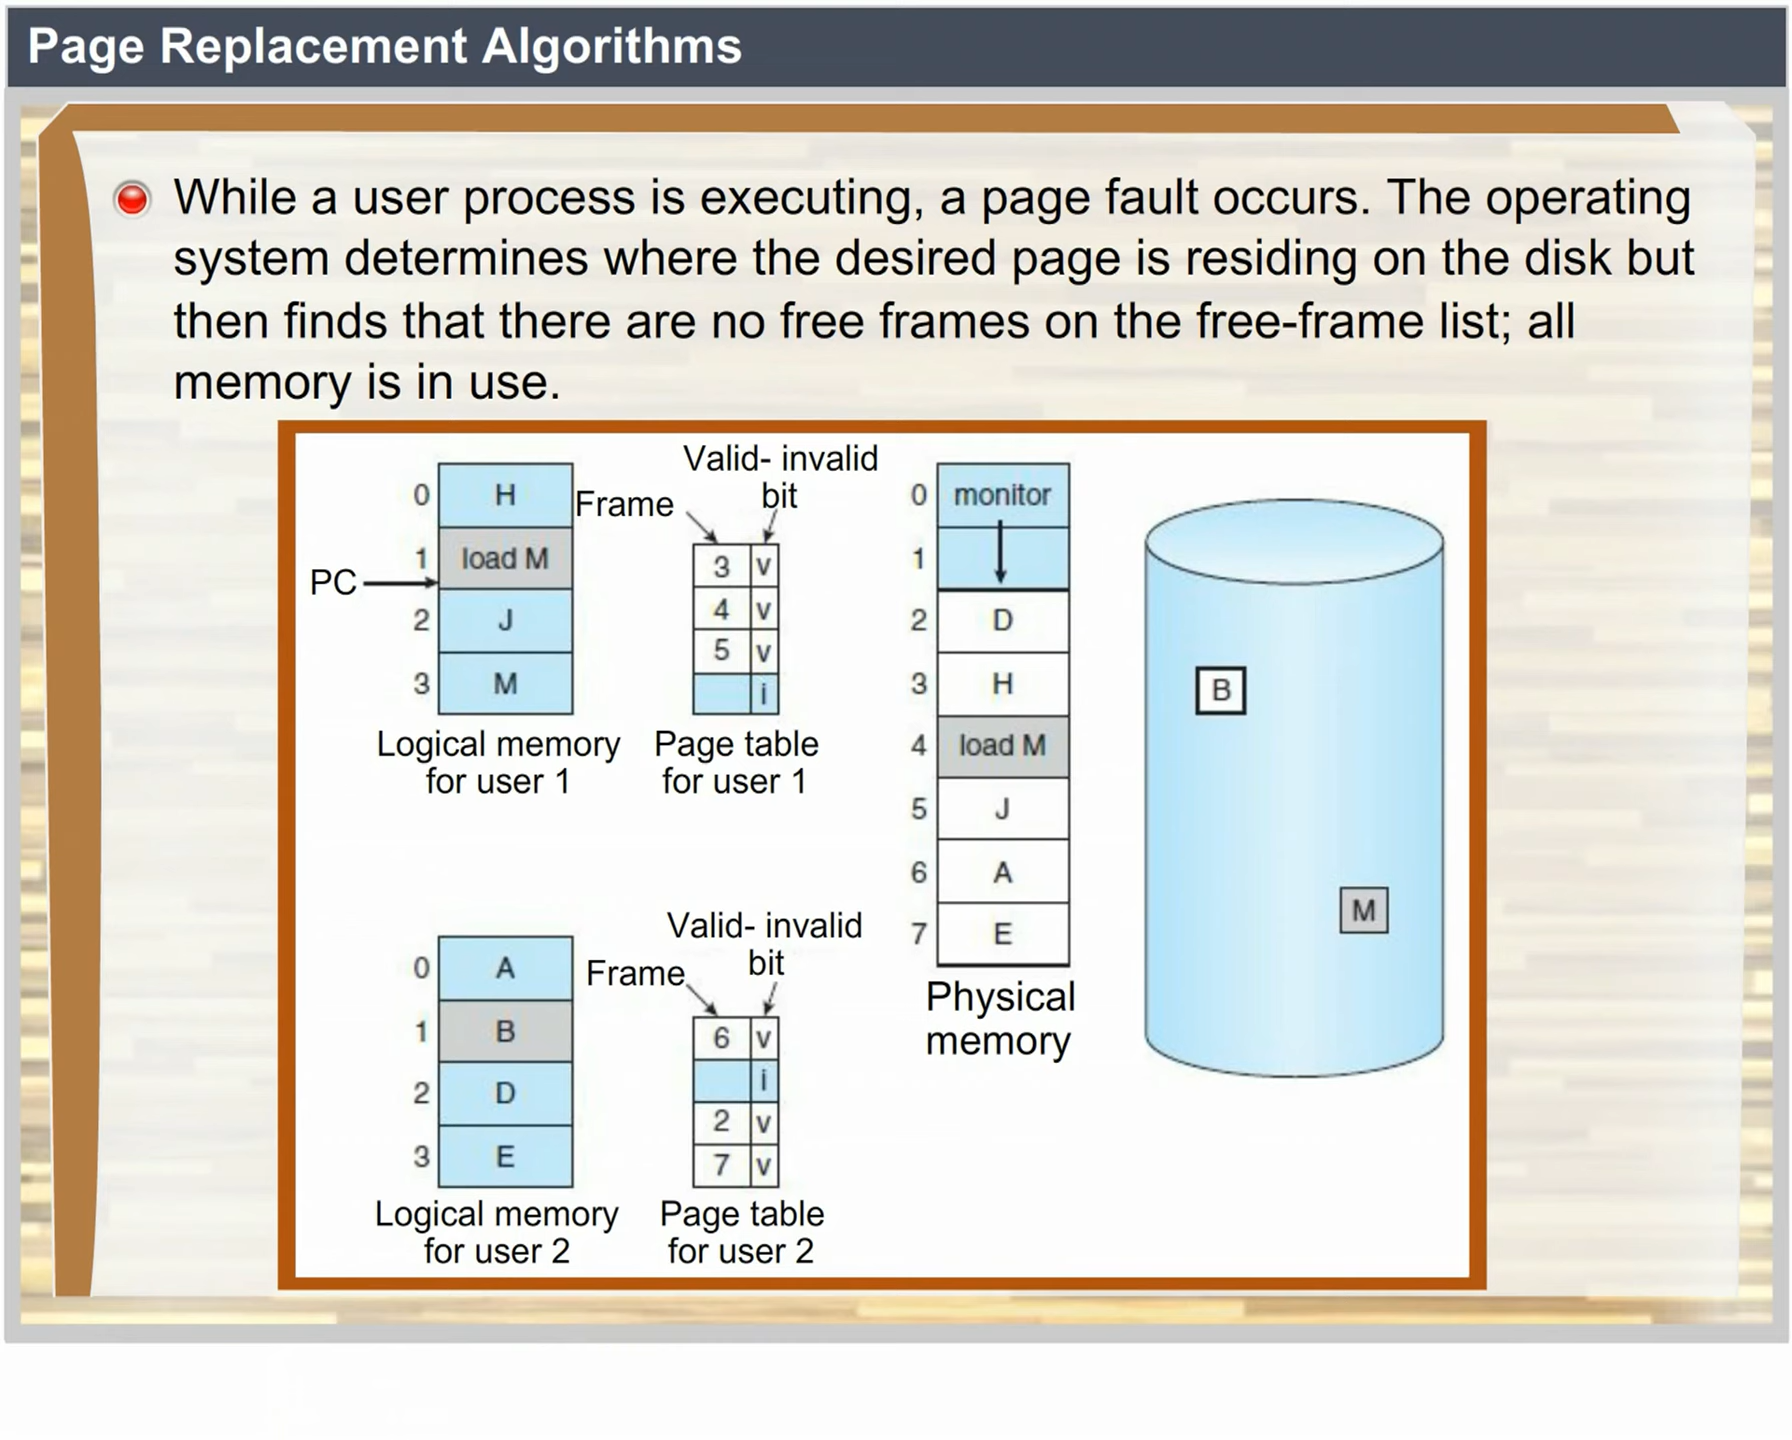 Page Replacement Algorithms
While a user process is executing, a page fault occurs. The operating
system determines where the desired page is residing on the disk but
then finds that there are no free frames on the free-frame list; all
memory is in use.
0 H
1 load M
PC
2 J
3 M
Logical memory
for user 1
Frame
Valid- invalid
bit
3 v
4 v
5 v
i
Page table
for user 1
0 A
1 B
2 D
3 E
Logical memory
for user 2
Frame
Valid- invalid
bit
6 v
i
2 v
7 v
Page table
for user 2
0 monitor
1
2 D
3 H
4 load M
5 J
6 A
7 E
Physical
memory
B
M